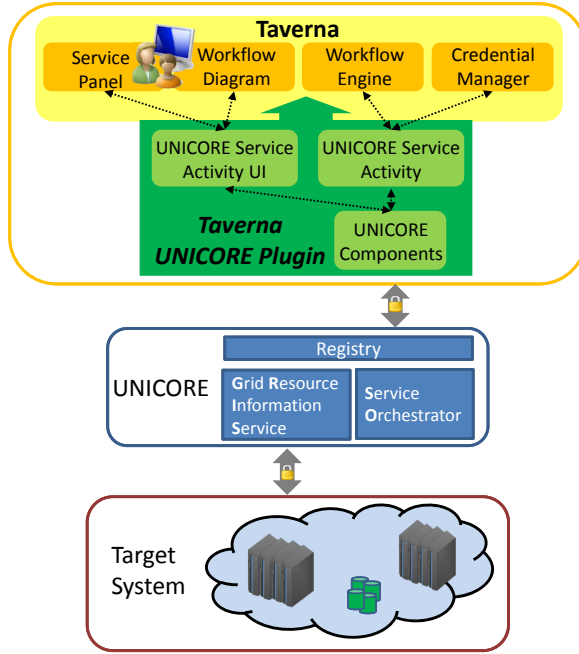 Taverna
Service
Panel
Workflow
Diagram
Workflow
Engine
Credential
Manager
UNICORE Service
Activity UI
UNICORE Service
Activity
Taverna
UNICORE Plugin
UNICORE
Components
UNICORE
Registry
Grid Resource
Information
Service
Service
Orchestrator
Target
System